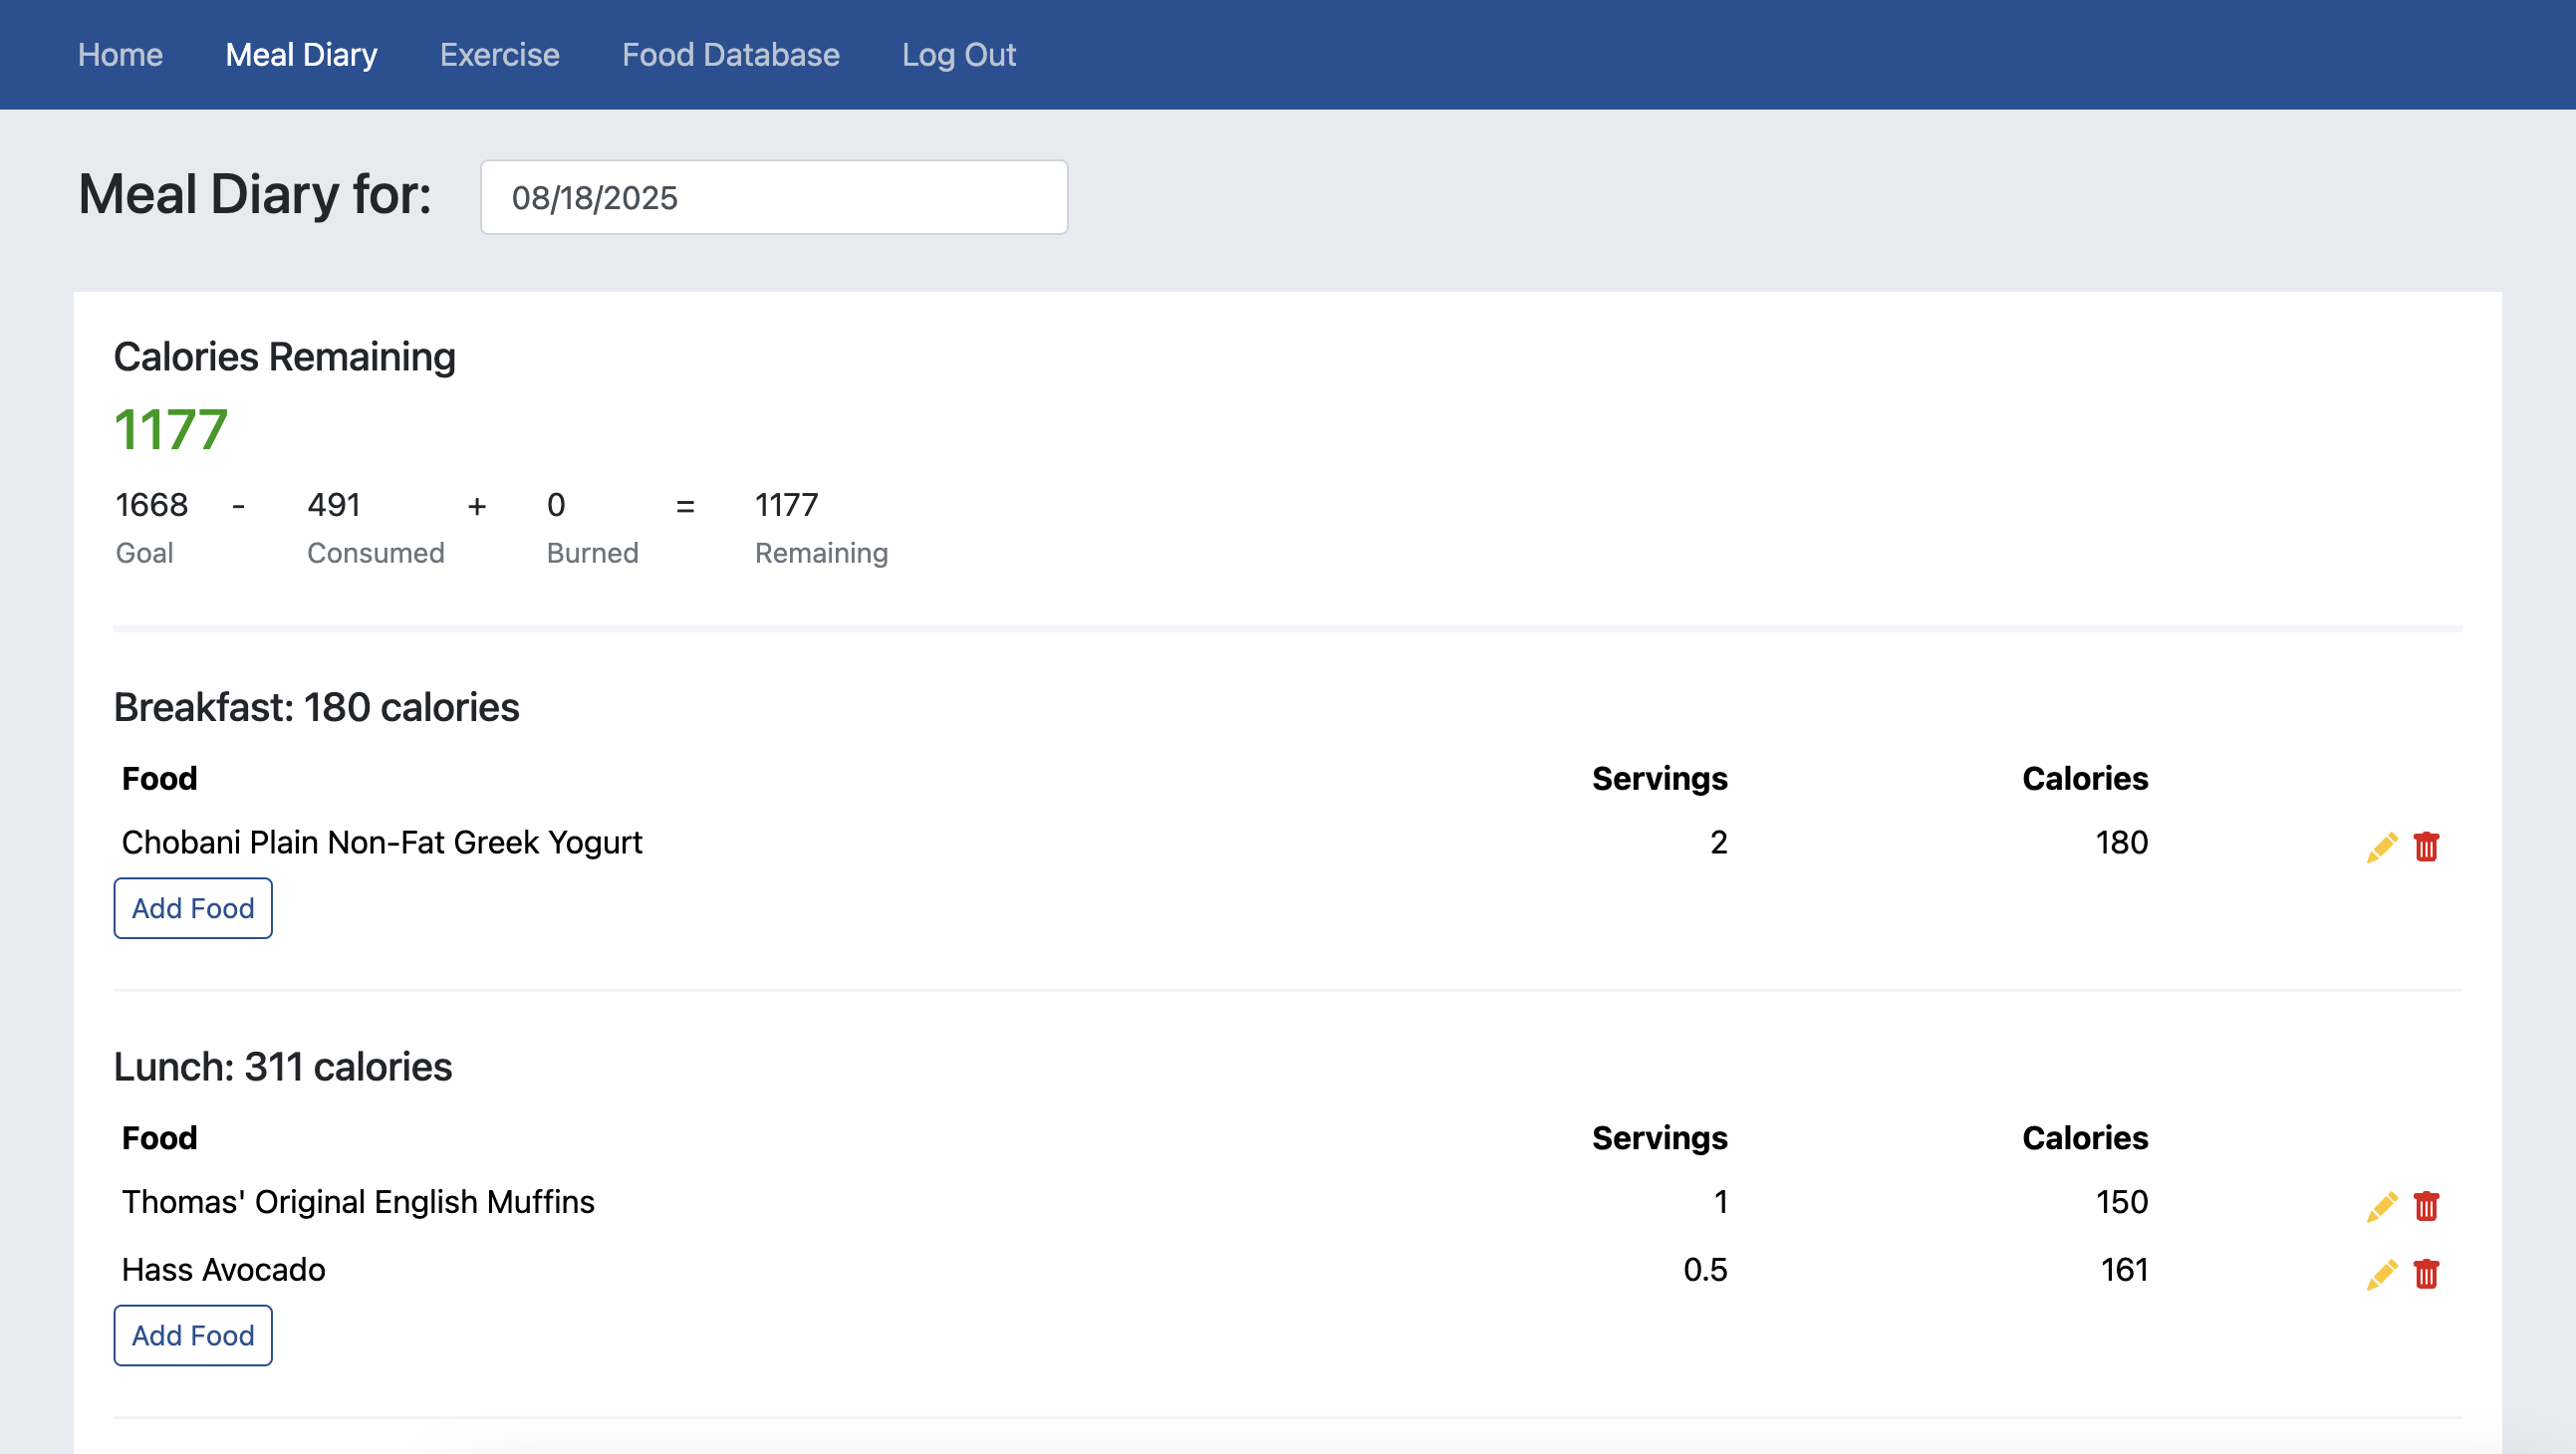 Home Meal Diary Exercise Food Database Log Out
Meal Diary for: 08/18/2025
Calories Remaining
1177
1668 - 491 + 0 = 1177
Goal Consumed Burned Remaining
Breakfast: 180 calories
Food Servings Calories
Chobani Plain Non-Fat Greek Yogurt 2 180
Add Food
Lunch: 311 calories
Food Servings Calories
Thomas' Original English Muffins 1 150
Hass Avocado 0.5 161
Add Food